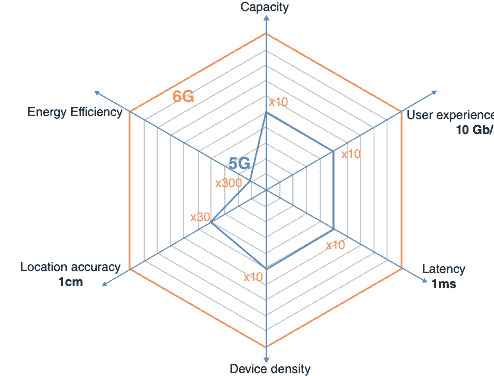 Capacity
6G
x10
Energy Efficiency
User experience
10 Gb/
5G
x10
x300
x30
x10
Location accuracy
1cm
x10
Latency
1ms
Device density